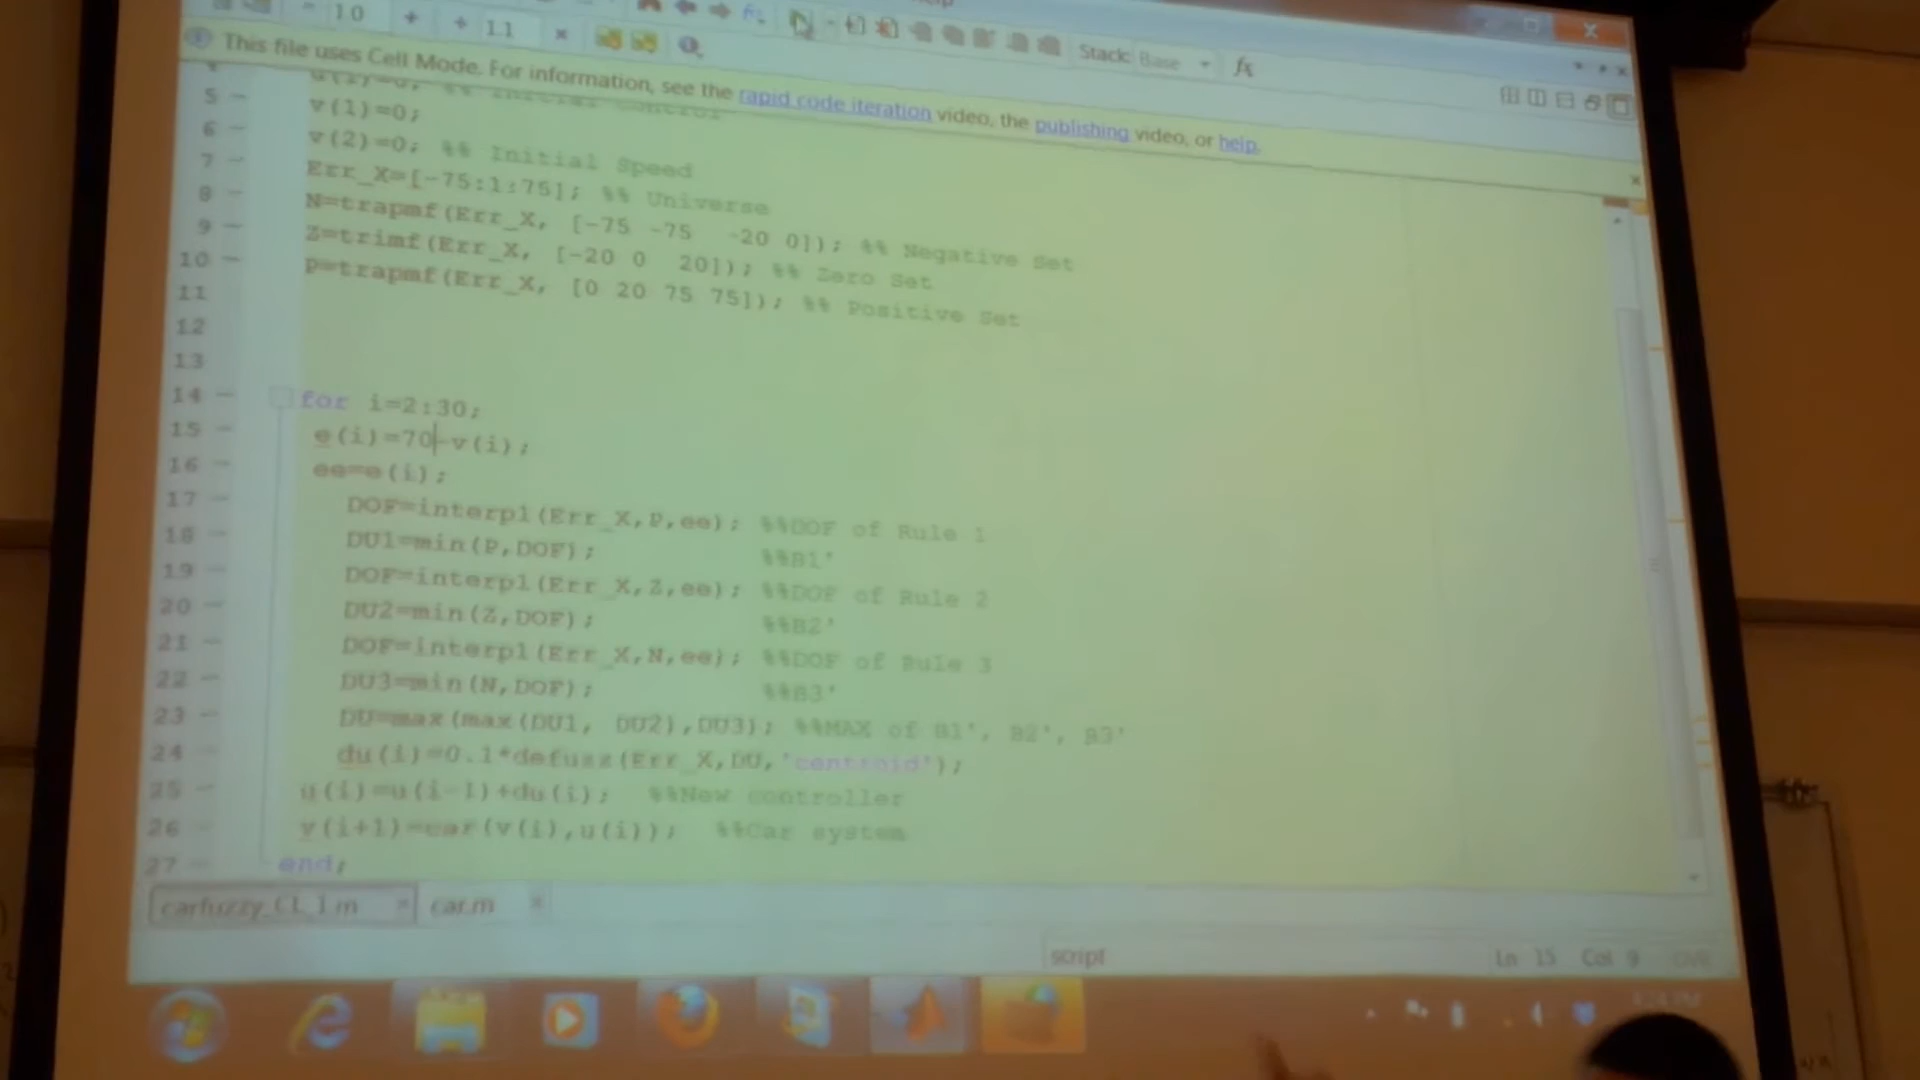 1.0
1.1
Stack: Base
fx
This file uses Cell Mode. For information, see the rapid code iteration video, the publishing video, or help.
5 v(1)=0;
6 v(2)=0; %% Initial Speed
7 Err_X=[-75:1:75]; %% Universe
8 N=trapmf(Err_X, [-75 -75 -20 0]); %% Negative Set
9 Z=trimf(Err_X, [-20 0 20]); %% Zero Set
10 P=trapmf(Err_X, [0 20 75 75]); %% Positive Set
11
12
13
14 for i=2:30;
15 e(i)=70-v(i);
16 ee=e(i);
17 DOF=interp1(Err_X,P,ee); %%DOF of Rule 1
18 DU1=min(P,DOF); %%B1'
19 DOF=interp1(Err_X,Z,ee); %%DOF of Rule 2
20 DU2=min(Z,DOF); %%B2'
21 DOF=interp1(Err_X,N,ee); %%DOF of Rule 3
22 DU3=min(N,DOF); %%B3'
23 DU=max(max(DU1, DU2),DU3); %%MAX of B1', B2', B3'
24 du(i)=0.1*defuzz(Err_X,DU,'centroid');
25 u(i)=u(i-1)+du(i); %%New controller
26 v(i+1)=car(v(i),u(i)); %%Car system
27 end;
carfuzzy_CL_1.m car.m
script Ln 15 Col 9 OVR